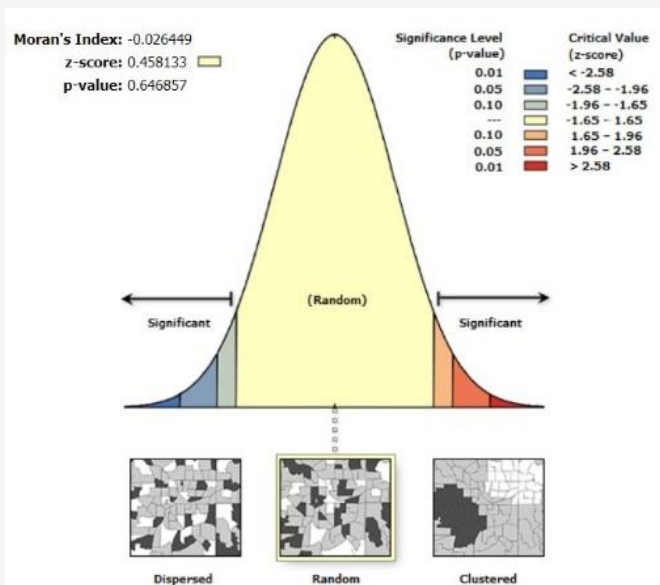 Moran's Index: -0.026449
z-score: 0.458133
p-value: 0.646857
Significance Level
(p-value)
Critical Value
(z-score)
0.01 < -2.58
0.05 -2.58 – -1.96
0.10 -1.96 – -1.65
--- -1.65 – 1.65
0.10 1.65 – 1.96
0.05 1.96 – 2.58
0.01 > 2.58
(Random)
Significant Significant
Dispersed Random Clustered